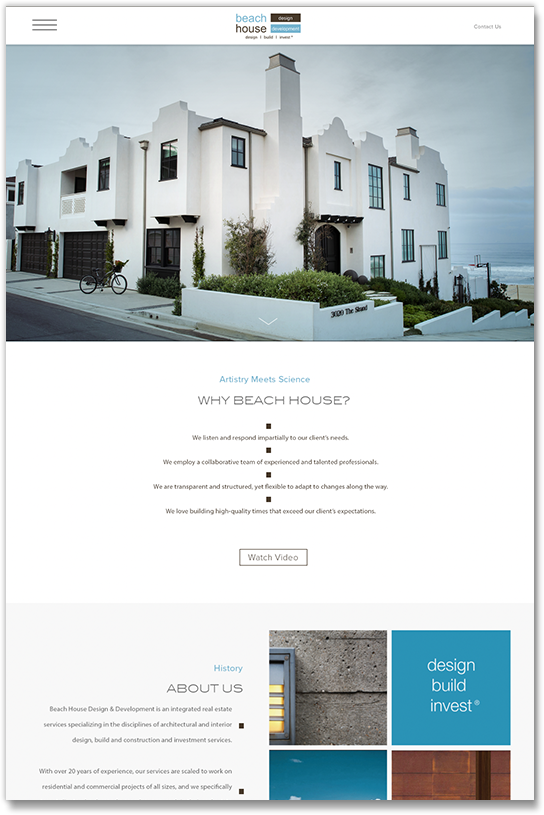 beach
design
house
development
design | build | invest®
Contact Us
3020 The Strand
Artistry Meets Science
WHY BEACH HOUSE?
We listen and respond impartially to our client's needs.
We employ a collaborative team of experienced and talented professionals.
We are transparent and structured, yet flexible to adapt to changes along the way.
We love building high-quality times that exceed our client's expectations.
Watch Video
History
ABOUT US
Beach House Design & Development is an integrated real estate
services specializing in the disciplines of architectural and interior
design, build and construction and investment services.
With over 20 years of experience, our services are scaled to work on
residential and commercial projects of all sizes, and we specifically
design
build
invest®